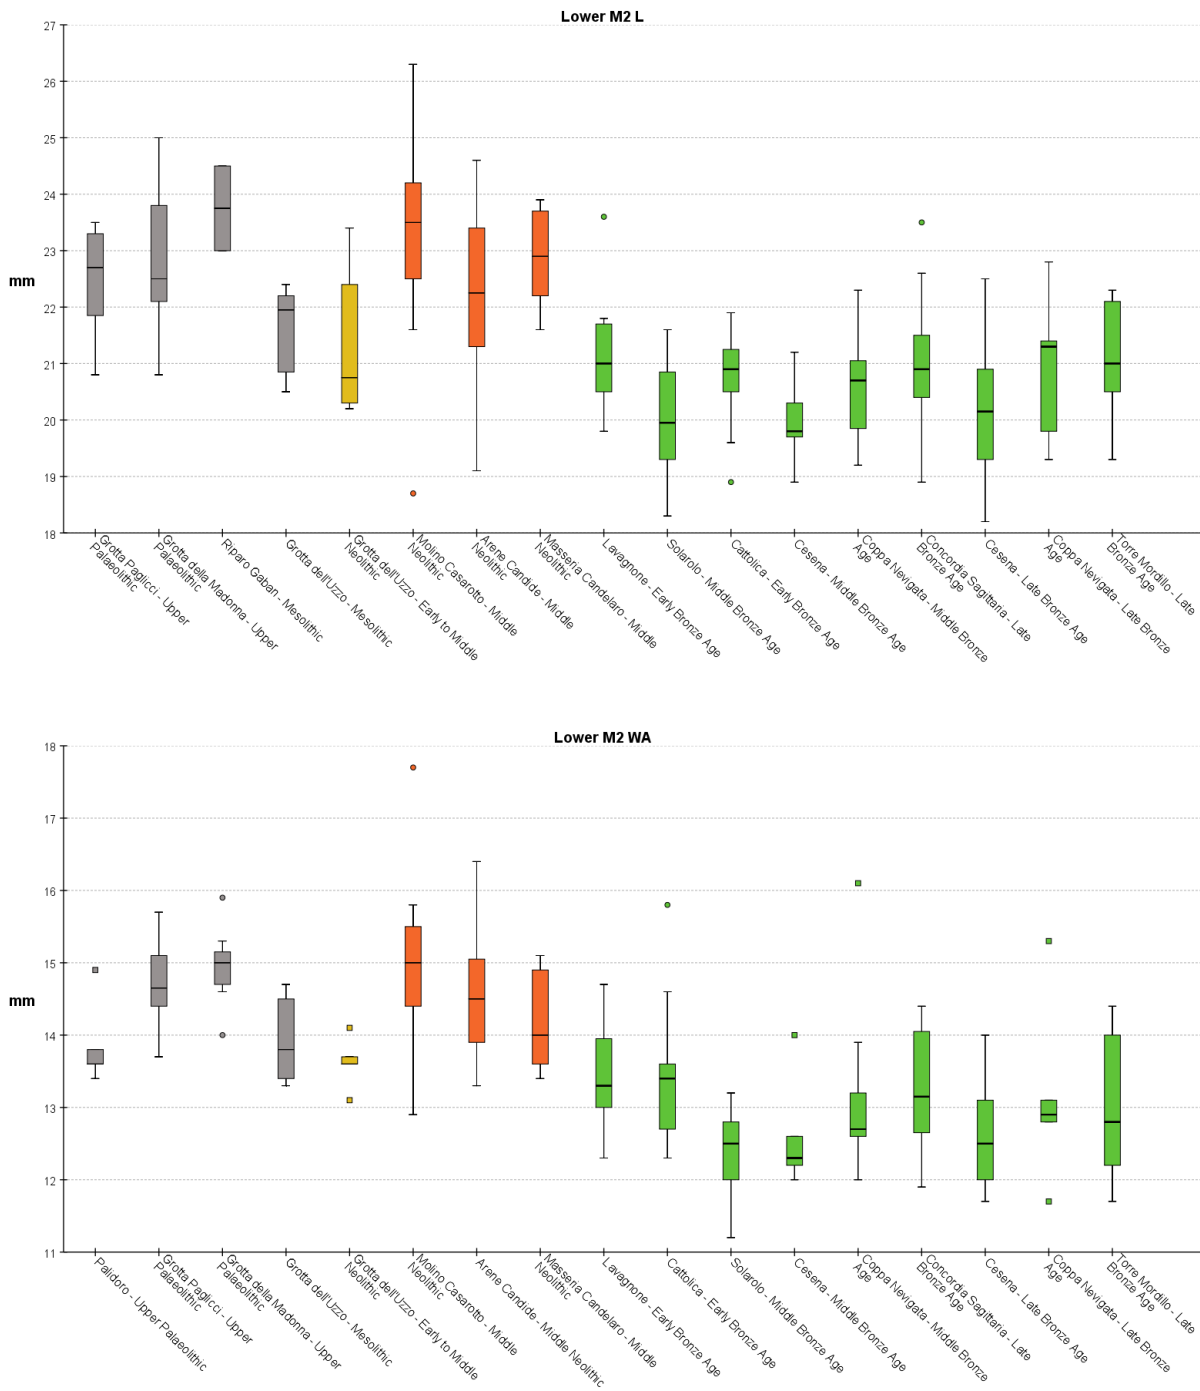 Lower M2 L
27
26
25
24
23
mm
22
21
20
19
18
Grotta Paglicci - Upper
Palaeolithic
Grotta della Madonna - Upper
Palaeolithic
Riparo Gaban - Mesolithic
Grotta dell'Uzzo - Mesolithic
Grotta dell'Uzzo - Early to Middle
Neolithic
Molino Casarotto - Middle
Neolithic
Arene Candide - Middle
Neolithic
Masseria Candelaro - Middle
Neolithic
Lavagnone - Early Bronze Age
Solarolo - Middle Bronze Age
Cattolica - Early Bronze Age
Cesena - Middle Bronze Age
Coppa Nevigata - Middle Bronze
Age
Concordia Sagittaria - Late
Bronze Age
Cesena - Late Bronze Age
Coppa Nevigata - Late Bronze
Age
Torre Mordillo - Late
Bronze Age
Lower M2 WA
18
17
16
15
mm
14
13
12
11
Palidoro - Upper Palaeolithic
Grotta Paglicci - Upper
Palaeolithic
Grotta della Madonna - Upper
Palaeolithic
Grotta dell'Uzzo - Mesolithic
Grotta dell'Uzzo - Early to Middle
Neolithic
Molino Casarotto - Middle
Neolithic
Arene Candide - Middle Neolithic
Masseria Candelaro - Middle
Neolithic
Lavagnone - Early Bronze Age
Cattolica - Early Bronze Age
Solarolo - Middle Bronze Age
Cesena - Middle Bronze Age
Coppa Nevigata - Middle Bronze
Age
Concordia Sagittaria - Late
Bronze Age
Cesena - Late Bronze Age
Coppa Nevigata - Late Bronze
Age
Torre Mordillo - Late
Bronze Age